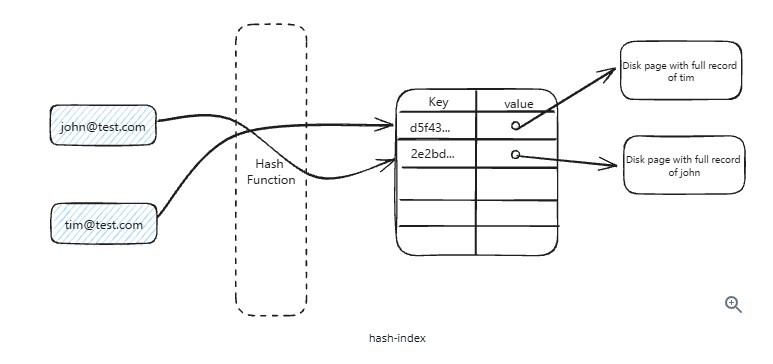 john@test.com
tim@test.com
Hash
Function
Key value
d5f43...
2e2bd...
Disk page with full record
of tim
Disk page with full record
of john
hash-index